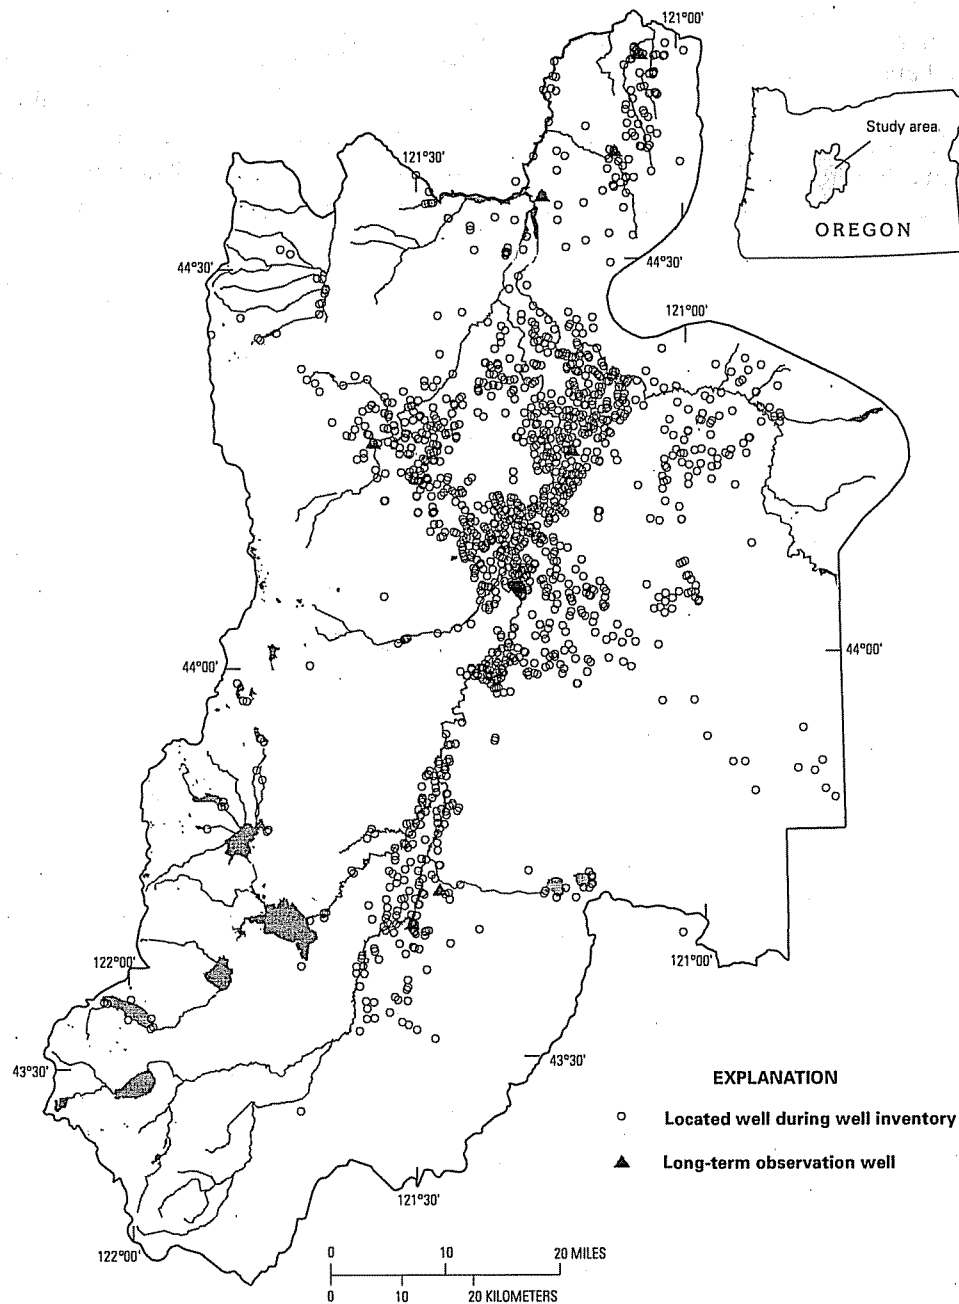 121°00'
Study area
OREGON
121°30'
44°30'
44°30'
121°00'
44°00'
44°00'
121°00'
122°00'
43°30'
43°30'
EXPLANATION
Located well during well inventory
Long-term observation well
121°30'
122°00'
0 10 20 MILES
0 10 20 KILOMETERS